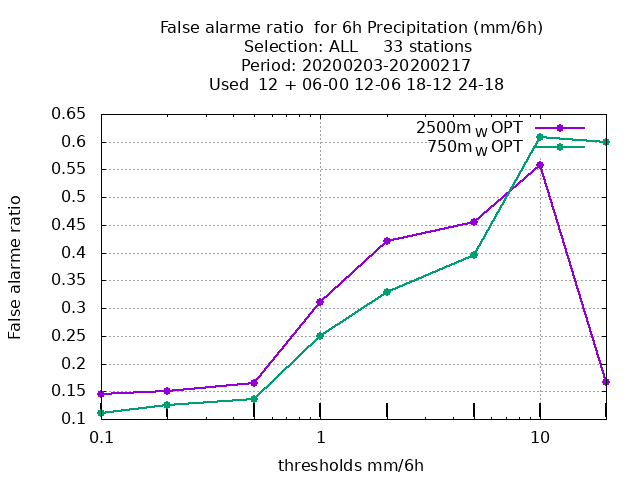 False alarme ratio  for 6h Precipitation (mm/6h)
Selection: ALL     33 stations
Period: 20200203-20200217
Used  12 + 06-00 12-06 18-12 24-18
2500m W OPT
750m W OPT
False alarme ratio
0.65
0.6
0.55
0.5
0.45
0.4
0.35
0.3
0.25
0.2
0.15
0.1
0.1
1
10
thresholds mm/6h